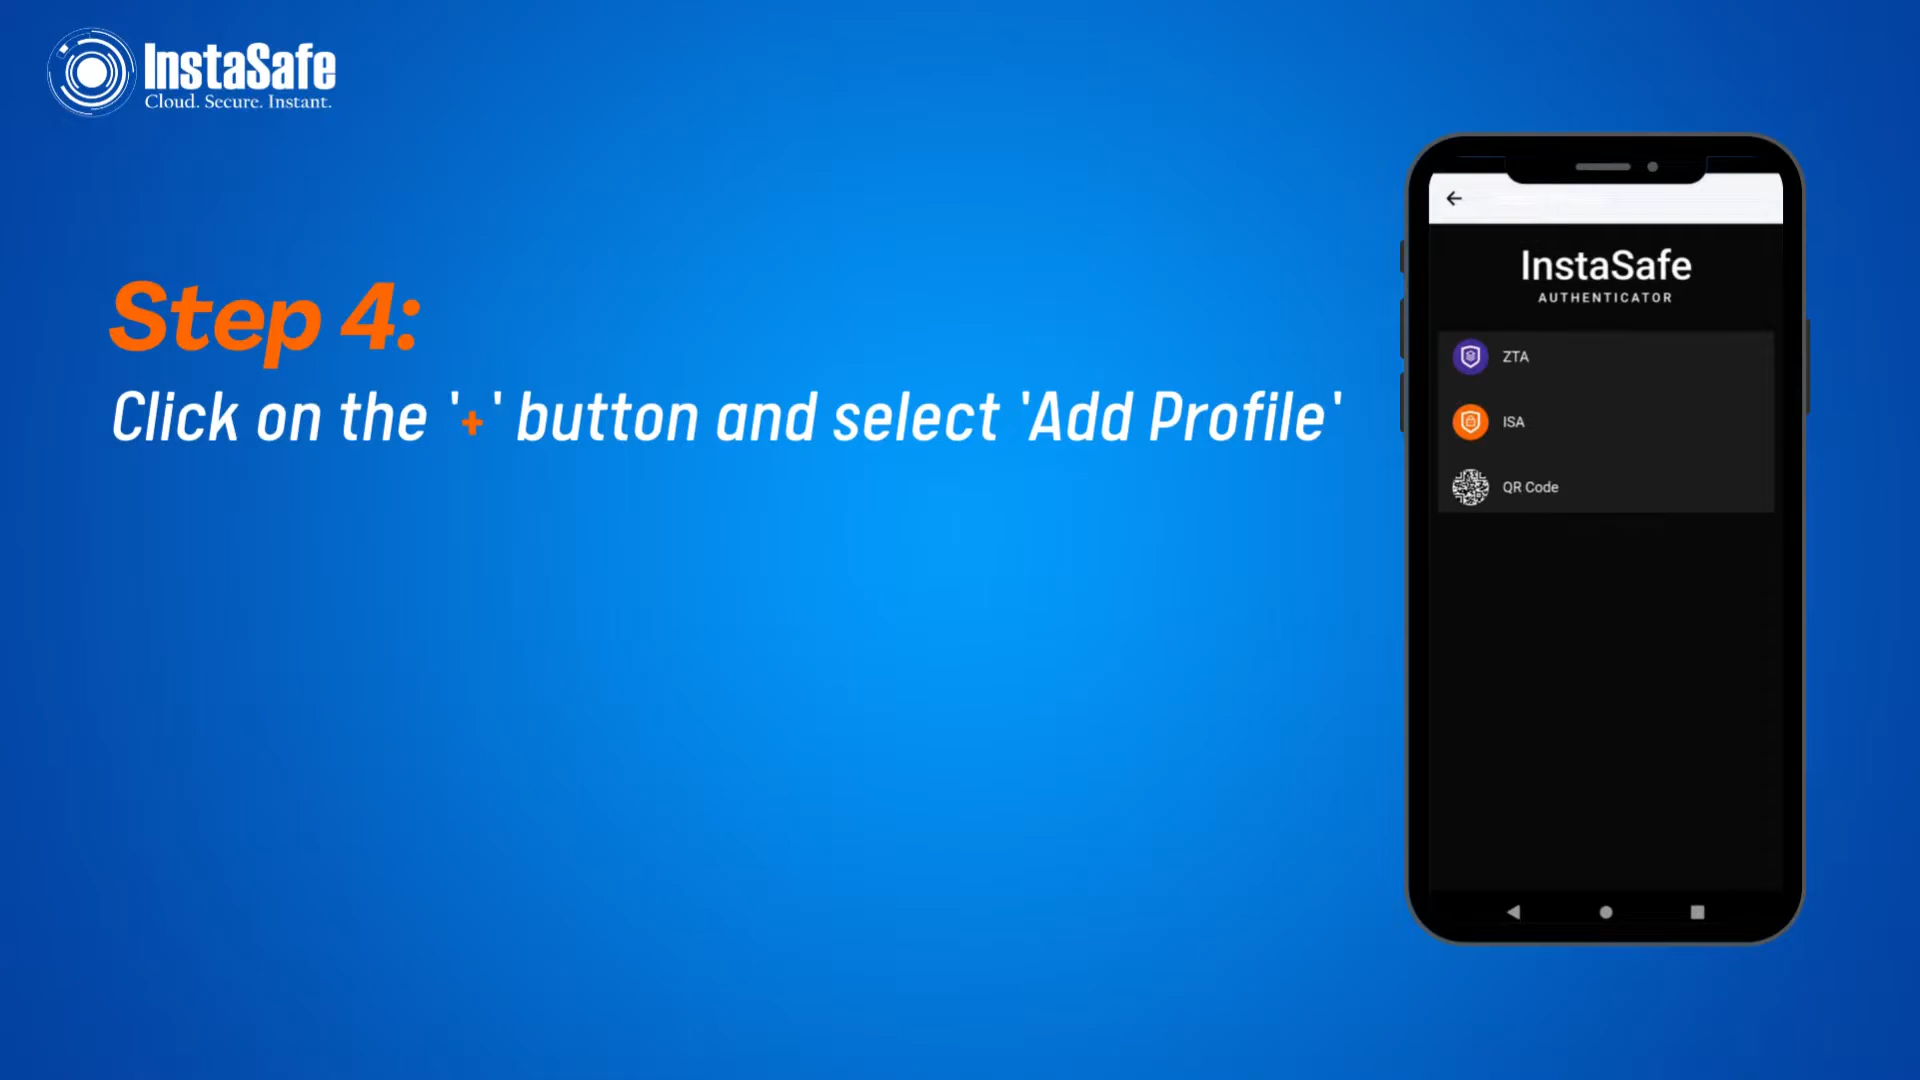 InstaSafe
Cloud. Secure. Instant.
Step 4:
Click on the '+' button and select 'Add Profile'
InstaSafe
AUTHENTICATOR
ZTA
ISA
QR Code